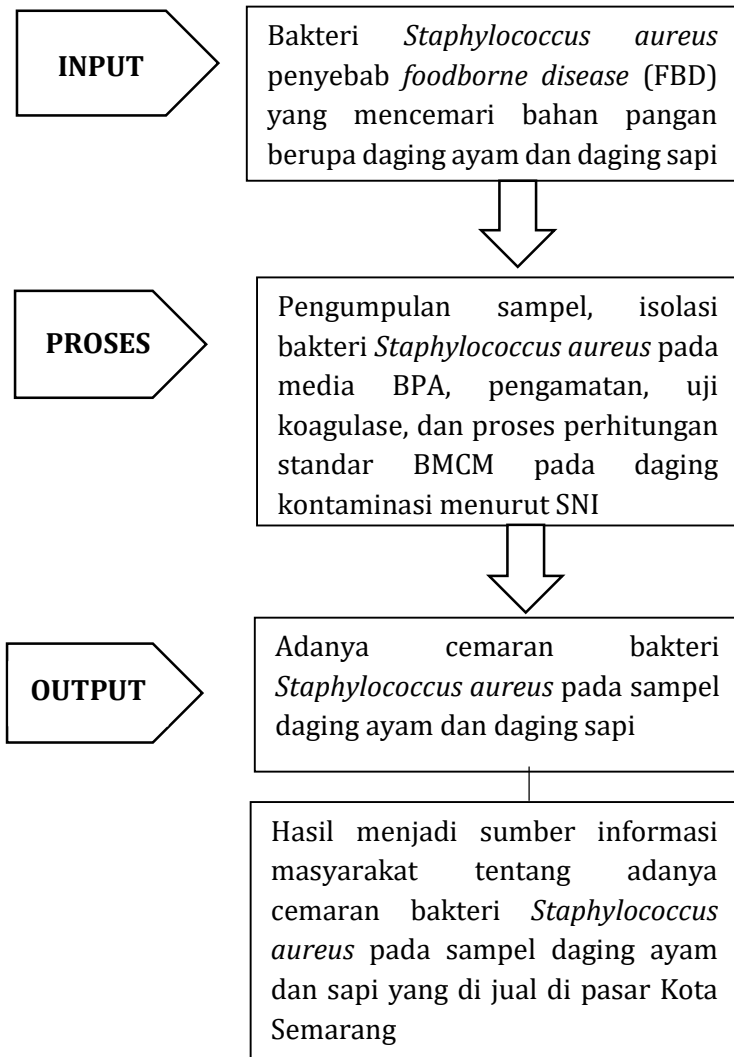 INPUT
Bakteri Staphylococcus aureus
penyebab foodborne disease (FBD)
yang mencemari bahan pangan
berupa daging ayam dan daging sapi
PROSES
Pengumpulan sampel, isolasi
bakteri Staphylococcus aureus pada
media BPA, pengamatan, uji
koagulase, dan proses perhitungan
standar BMCM pada daging
kontaminasi menurut SNI
OUTPUT
Adanya cemaran bakteri
Staphylococcus aureus pada sampel
daging ayam dan daging sapi
Hasil menjadi sumber informasi
masyarakat tentang adanya
cemaran bakteri Staphylococcus
aureus pada sampel daging ayam
dan sapi yang di jual di pasar Kota
Semarang